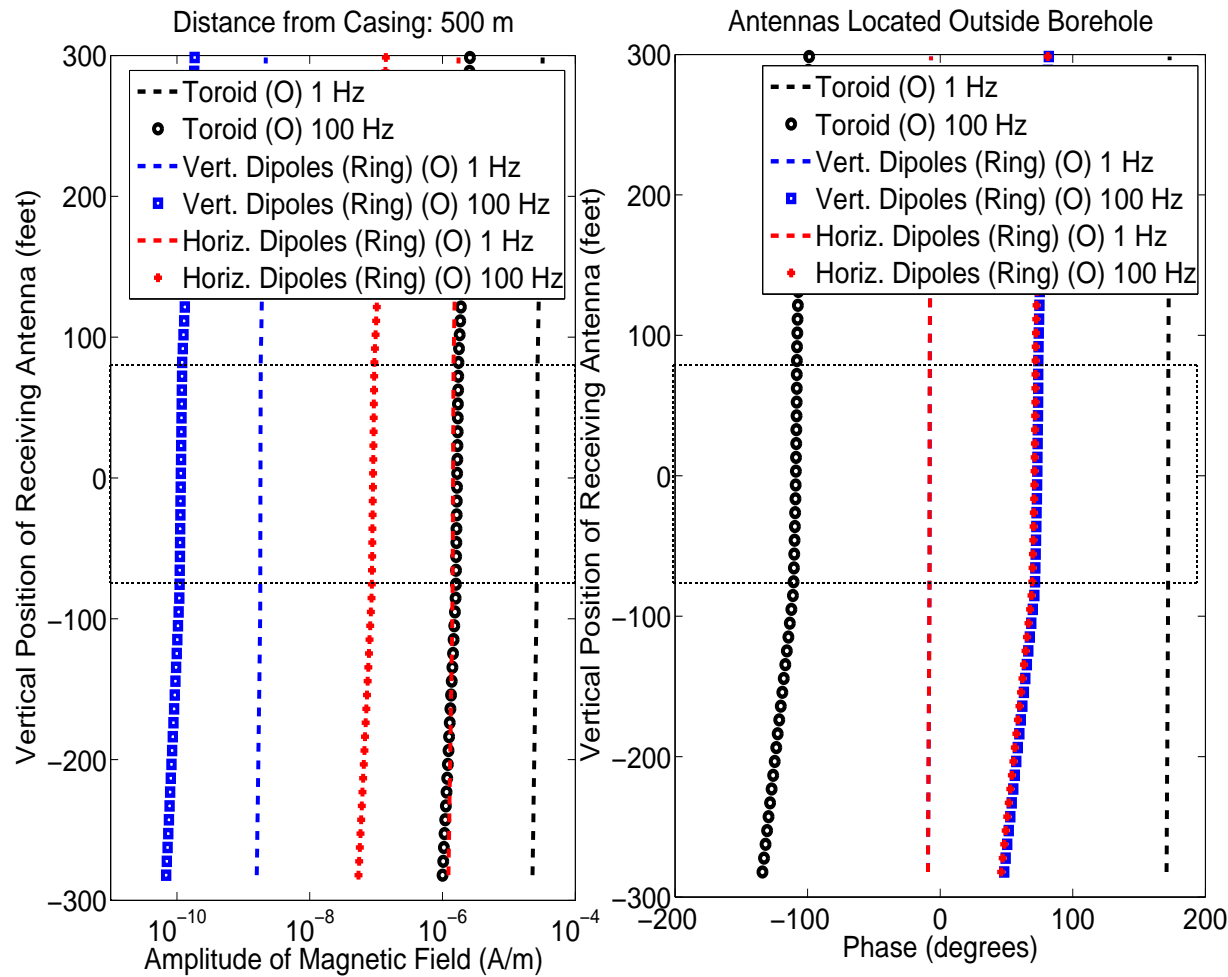 Distance from Casing: 500 m
300
200
100
0
−100
−200
−300
Vertical Position of Receiving Antenna (feet)
Toroid (O) 1 Hz
Toroid (O) 100 Hz
Vert. Dipoles (Ring) (O) 1 Hz
Vert. Dipoles (Ring) (O) 100 Hz
Horiz. Dipoles (Ring) (O) 1 Hz
Horiz. Dipoles (Ring) (O) 100 Hz
10−10
10−8
10−6
10−4
Amplitude of Magnetic Field (A/m)
Antennas Located Outside Borehole
300
200
100
0
−100
−200
−300
Vertical Position of Receiving Antenna (feet)
Toroid (O) 1 Hz
Toroid (O) 100 Hz
Vert. Dipoles (Ring) (O) 1 Hz
Vert. Dipoles (Ring) (O) 100 Hz
Horiz. Dipoles (Ring) (O) 1 Hz
Horiz. Dipoles (Ring) (O) 100 Hz
−200
−100
0
100
200
Phase (degrees)